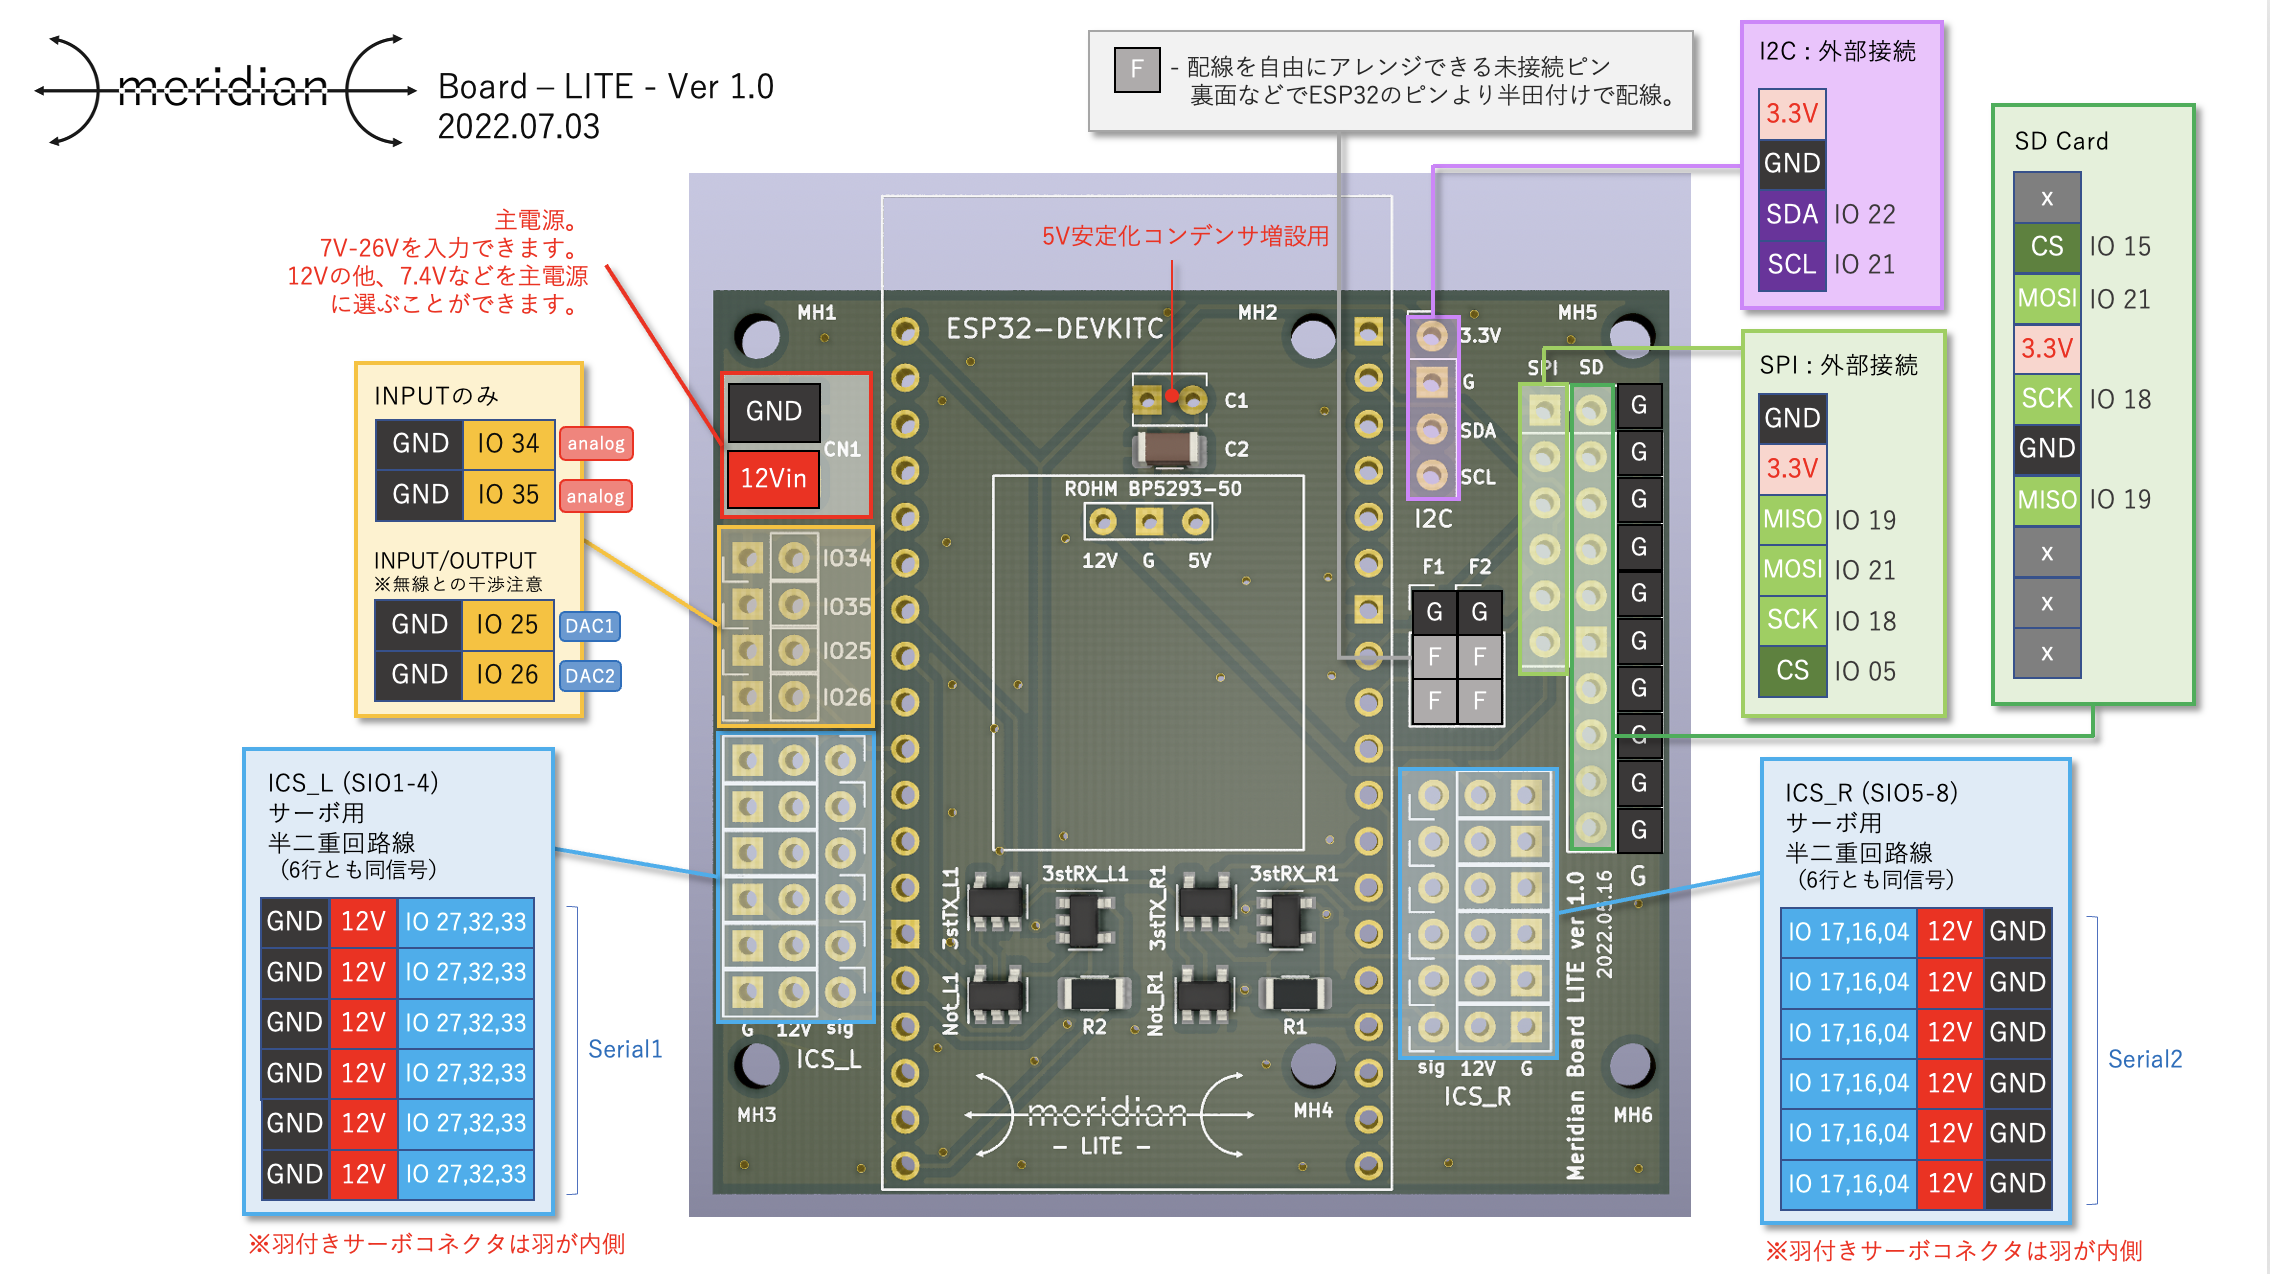 meridian
Board – LITE - Ver 1.0
2022.07.03
F
- 配線を自由にアレンジできる未接続ピン
裏面などでESP32のピンより半田付けで配線。
主電源。
7V-26Vを入力できます。
12Vの他、7.4Vなどを主電源
に選ぶことができます。
5V安定化コンデンサ増設用
I2C : 外部接続
3.3V
GND
SDA IO 22
SCL IO 21
SD Card
x
CS IO 15
MOSI IO 21
3.3V
SCK IO 18
GND
MISO IO 19
x
x
x
SPI : 外部接続
GND
3.3V
MISO IO 19
MOSI IO 21
SCK IO 18
CS IO 05
INPUTのみ
GND IO 34 analog
GND IO 35 analog
INPUT/OUTPUT
※無線との干渉注意
GND IO 25 DAC1
GND IO 26 DAC2
ICS_L (SIO1-4)
サーボ用
半二重回路線
（6行とも同信号）
GND 12V IO 27,32,33
GND 12V IO 27,32,33
GND 12V IO 27,32,33
GND 12V IO 27,32,33
GND 12V IO 27,32,33
GND 12V IO 27,32,33
Serial1
※羽付きサーボコネクタは羽が内側
MH1
ESP32-DEVKITC
MH2
MH5
GND
12Vin
CN1
C1
C2
ROHM BP5293-50
12V G 5V
3.3V
G
SDA
SCL
I2C
SPI SD
G
G
G
G
G
G
G
G
G
G
G
F1 F2
G G
F F
F F
IO34
IO35
IO25
IO26
G 12V sig
ICS_L
3stTX_L1
3stRX_L1
3stTX_R1
3stRX_R1
Not_L1
R2
Not_R1
R1
MH3
meridian
- LITE -
MH4
sig 12V G
ICS_R
Meridian Board LITE ver 1.0
2022.05.16
MH6
ICS_R (SIO5-8)
サーボ用
半二重回路線
（6行とも同信号）
IO 17,16,04 12V GND
IO 17,16,04 12V GND
IO 17,16,04 12V GND
IO 17,16,04 12V GND
IO 17,16,04 12V GND
IO 17,16,04 12V GND
Serial2
※羽付きサーボコネクタは羽が内側